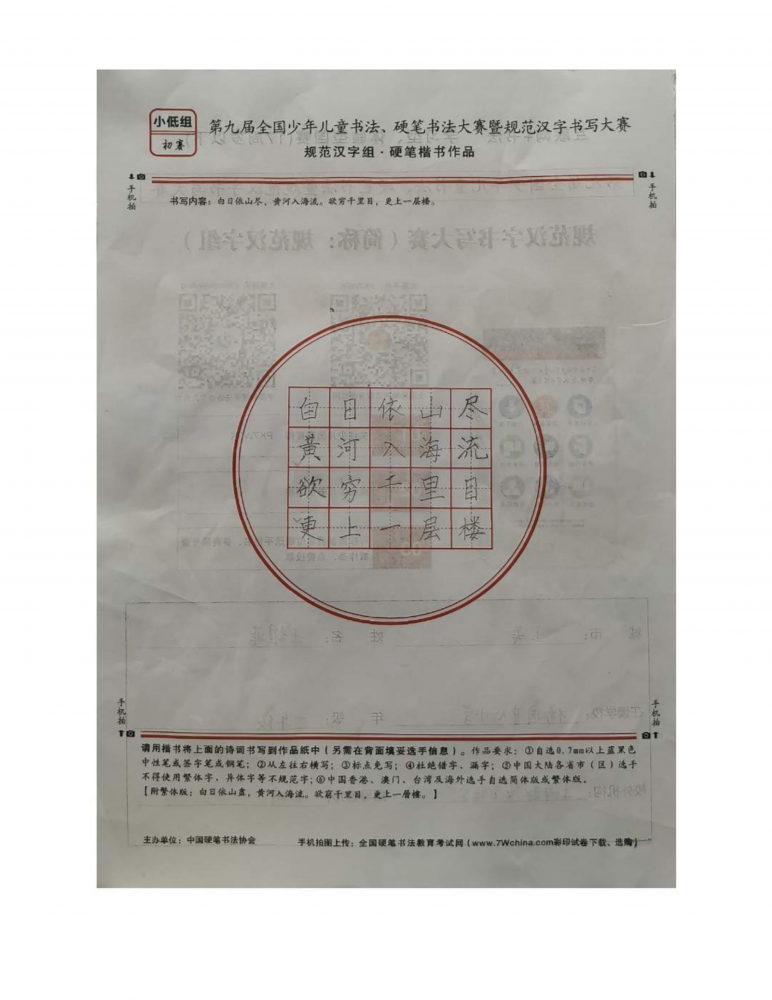 小低组
初赛
第九届全国少年儿童书法、硬笔书法大赛暨规范汉字书写大赛
规范汉字组·硬笔楷书作品
手机拍
手机拍
书写内容：白日依山尽，黄河入海流。欲穷千里目，更上一层楼。
白日依山尽
黄河入海流
欲穷千里目
更上一层楼
手机拍
手机拍
请用楷书将上面的诗词书写到作品纸中（另需在背面填妥选手信息）。作品要求：①自选0.7mm以上蓝黑色
中性笔或签字笔或钢笔；②从左往右横写；③标点免写；④杜绝错字、漏字；⑤中国大陆各省市（区）选手
不得使用繁体字、异体字等不规范字；⑥中国香港、澳门、台湾及海外选手自选简体版或繁体版。
【附繁体版：白日依山盡，黄河入海流。欲窮千里目，更上一層樓。】
主办单位：中国硬笔书法协会
手机拍图上传：全国硬笔书法教育考试网（www.7Wchina.com彩印试卷下载、选购）